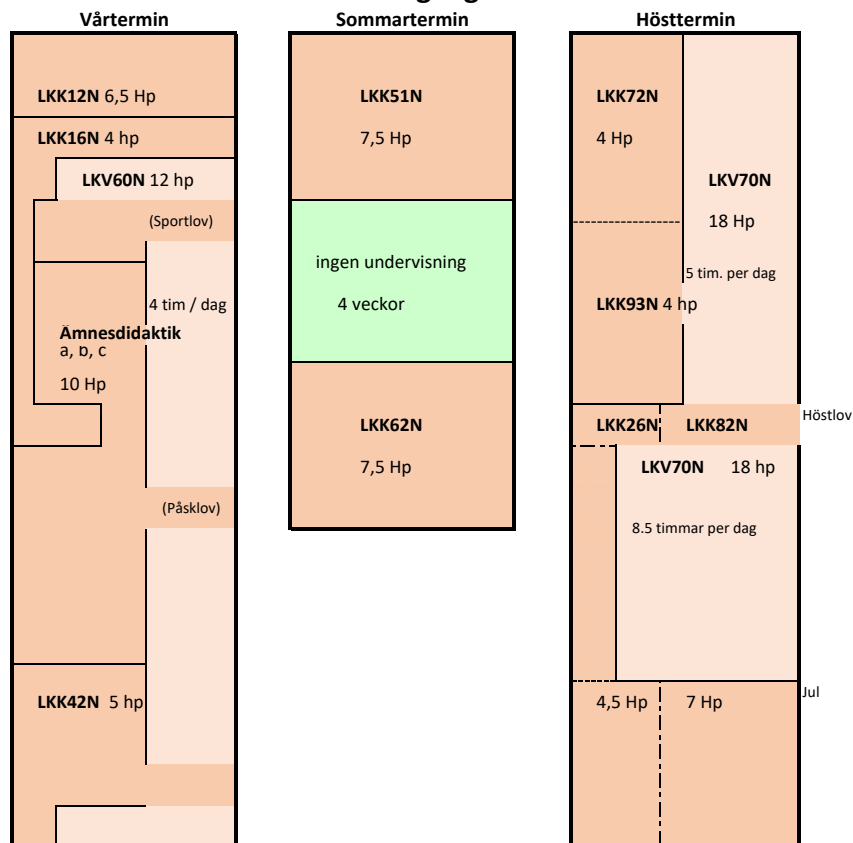 Vårtermin
LKK12N 6,5 Hp
LKK16N 4 hp
LKV60N 12 hp
(Sportlov)
4 tim / dag
Ämnesdidaktik
a, b, c
10 Hp
(Påsklov)
LKK42N 5 hp
Sommartermin
LKK51N
7,5 Hp
ingen undervisning
4 veckor
LKK62N
7,5 Hp
Hösttermin
LKK72N
4 Hp
LKV70N
18 Hp
5 tim. per dag
LKK93N 4 hp
Höstlov
LKK26N LKK82N
LKV70N 18 hp
8.5 timmar per dag
Jul
4,5 Hp 7 Hp